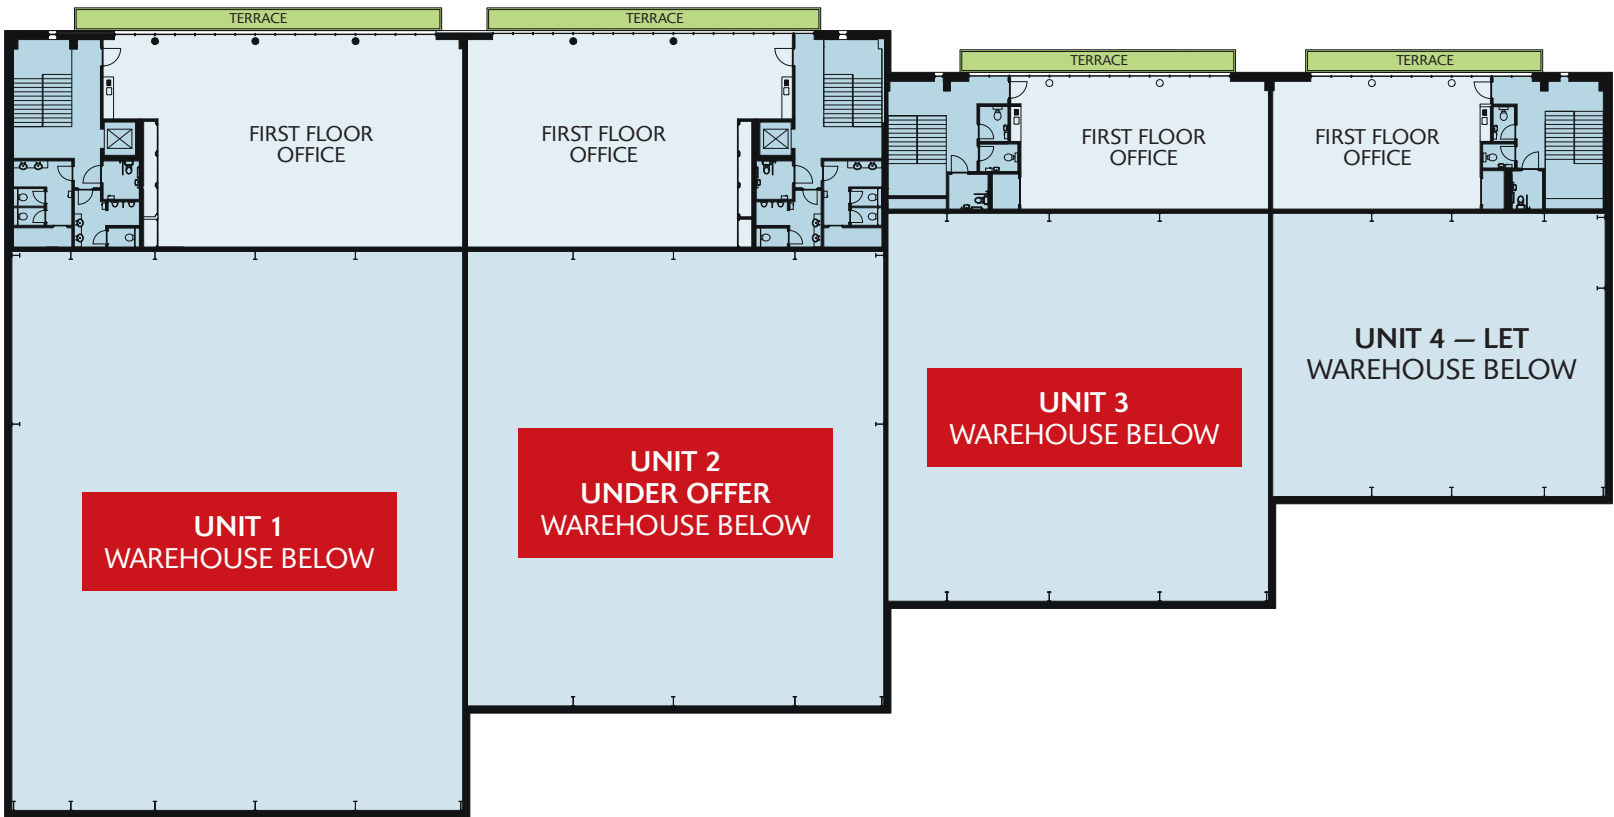 TERRACE
TERRACE
TERRACE
TERRACE
FIRST FLOOR
OFFICE
FIRST FLOOR
OFFICE
FIRST FLOOR
OFFICE
FIRST FLOOR
OFFICE
UNIT 1
WAREHOUSE BELOW
UNIT 2
UNDER OFFER
WAREHOUSE BELOW
UNIT 3
WAREHOUSE BELOW
UNIT 4 – LET
WAREHOUSE BELOW